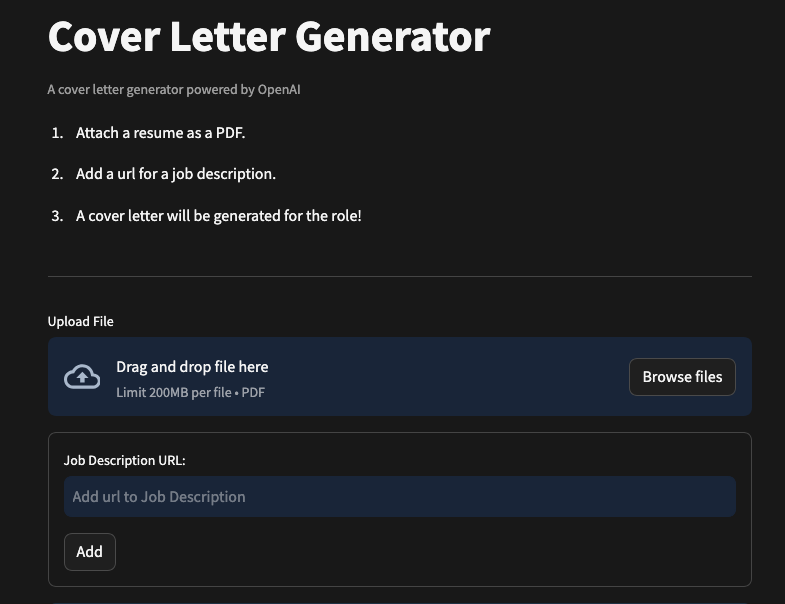 Cover Letter Generator
A cover letter generator powered by OpenAI
1. Attach a resume as a PDF.
2. Add a url for a job description.
3. A cover letter will be generated for the role!
Upload File
Drag and drop file here
Limit 200MB per file • PDF
Browse files
Job Description URL:
Add url to Job Description
Add